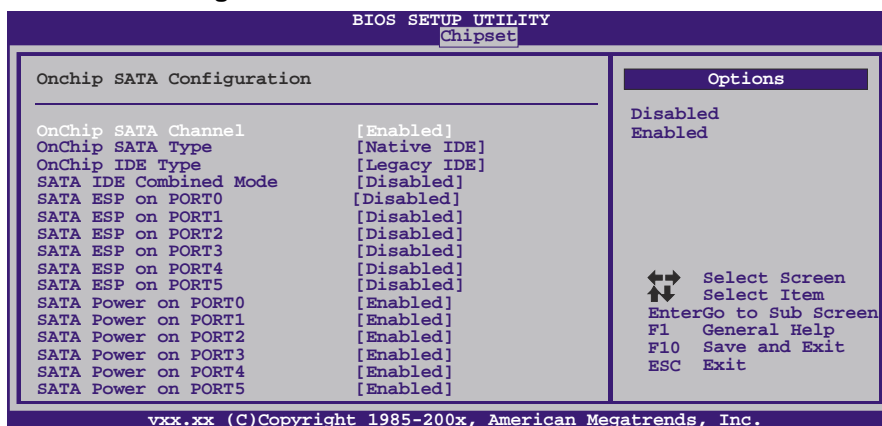 BIOS SETUP UTILITY
Chipset
Onchip SATA Configuration
OnChip SATA Channel [Enabled]
OnChip SATA Type [Native IDE]
OnChip IDE Type [Legacy IDE]
SATA IDE Combined Mode [Disabled]
SATA ESP on PORT0 [Disabled]
SATA ESP on PORT1 [Disabled]
SATA ESP on PORT2 [Disabled]
SATA ESP on PORT3 [Disabled]
SATA ESP on PORT4 [Disabled]
SATA ESP on PORT5 [Disabled]
SATA Power on PORT0 [Enabled]
SATA Power on PORT1 [Enabled]
SATA Power on PORT2 [Enabled]
SATA Power on PORT3 [Enabled]
SATA Power on PORT4 [Enabled]
SATA Power on PORT5 [Enabled]
Options
Disabled
Enabled
Select Screen
Select Item
EnterGo to Sub Screen
F1 General Help
F10 Save and Exit
ESC Exit
vxx.xx (C)Copyright 1985-200x, American Megatrends, Inc.